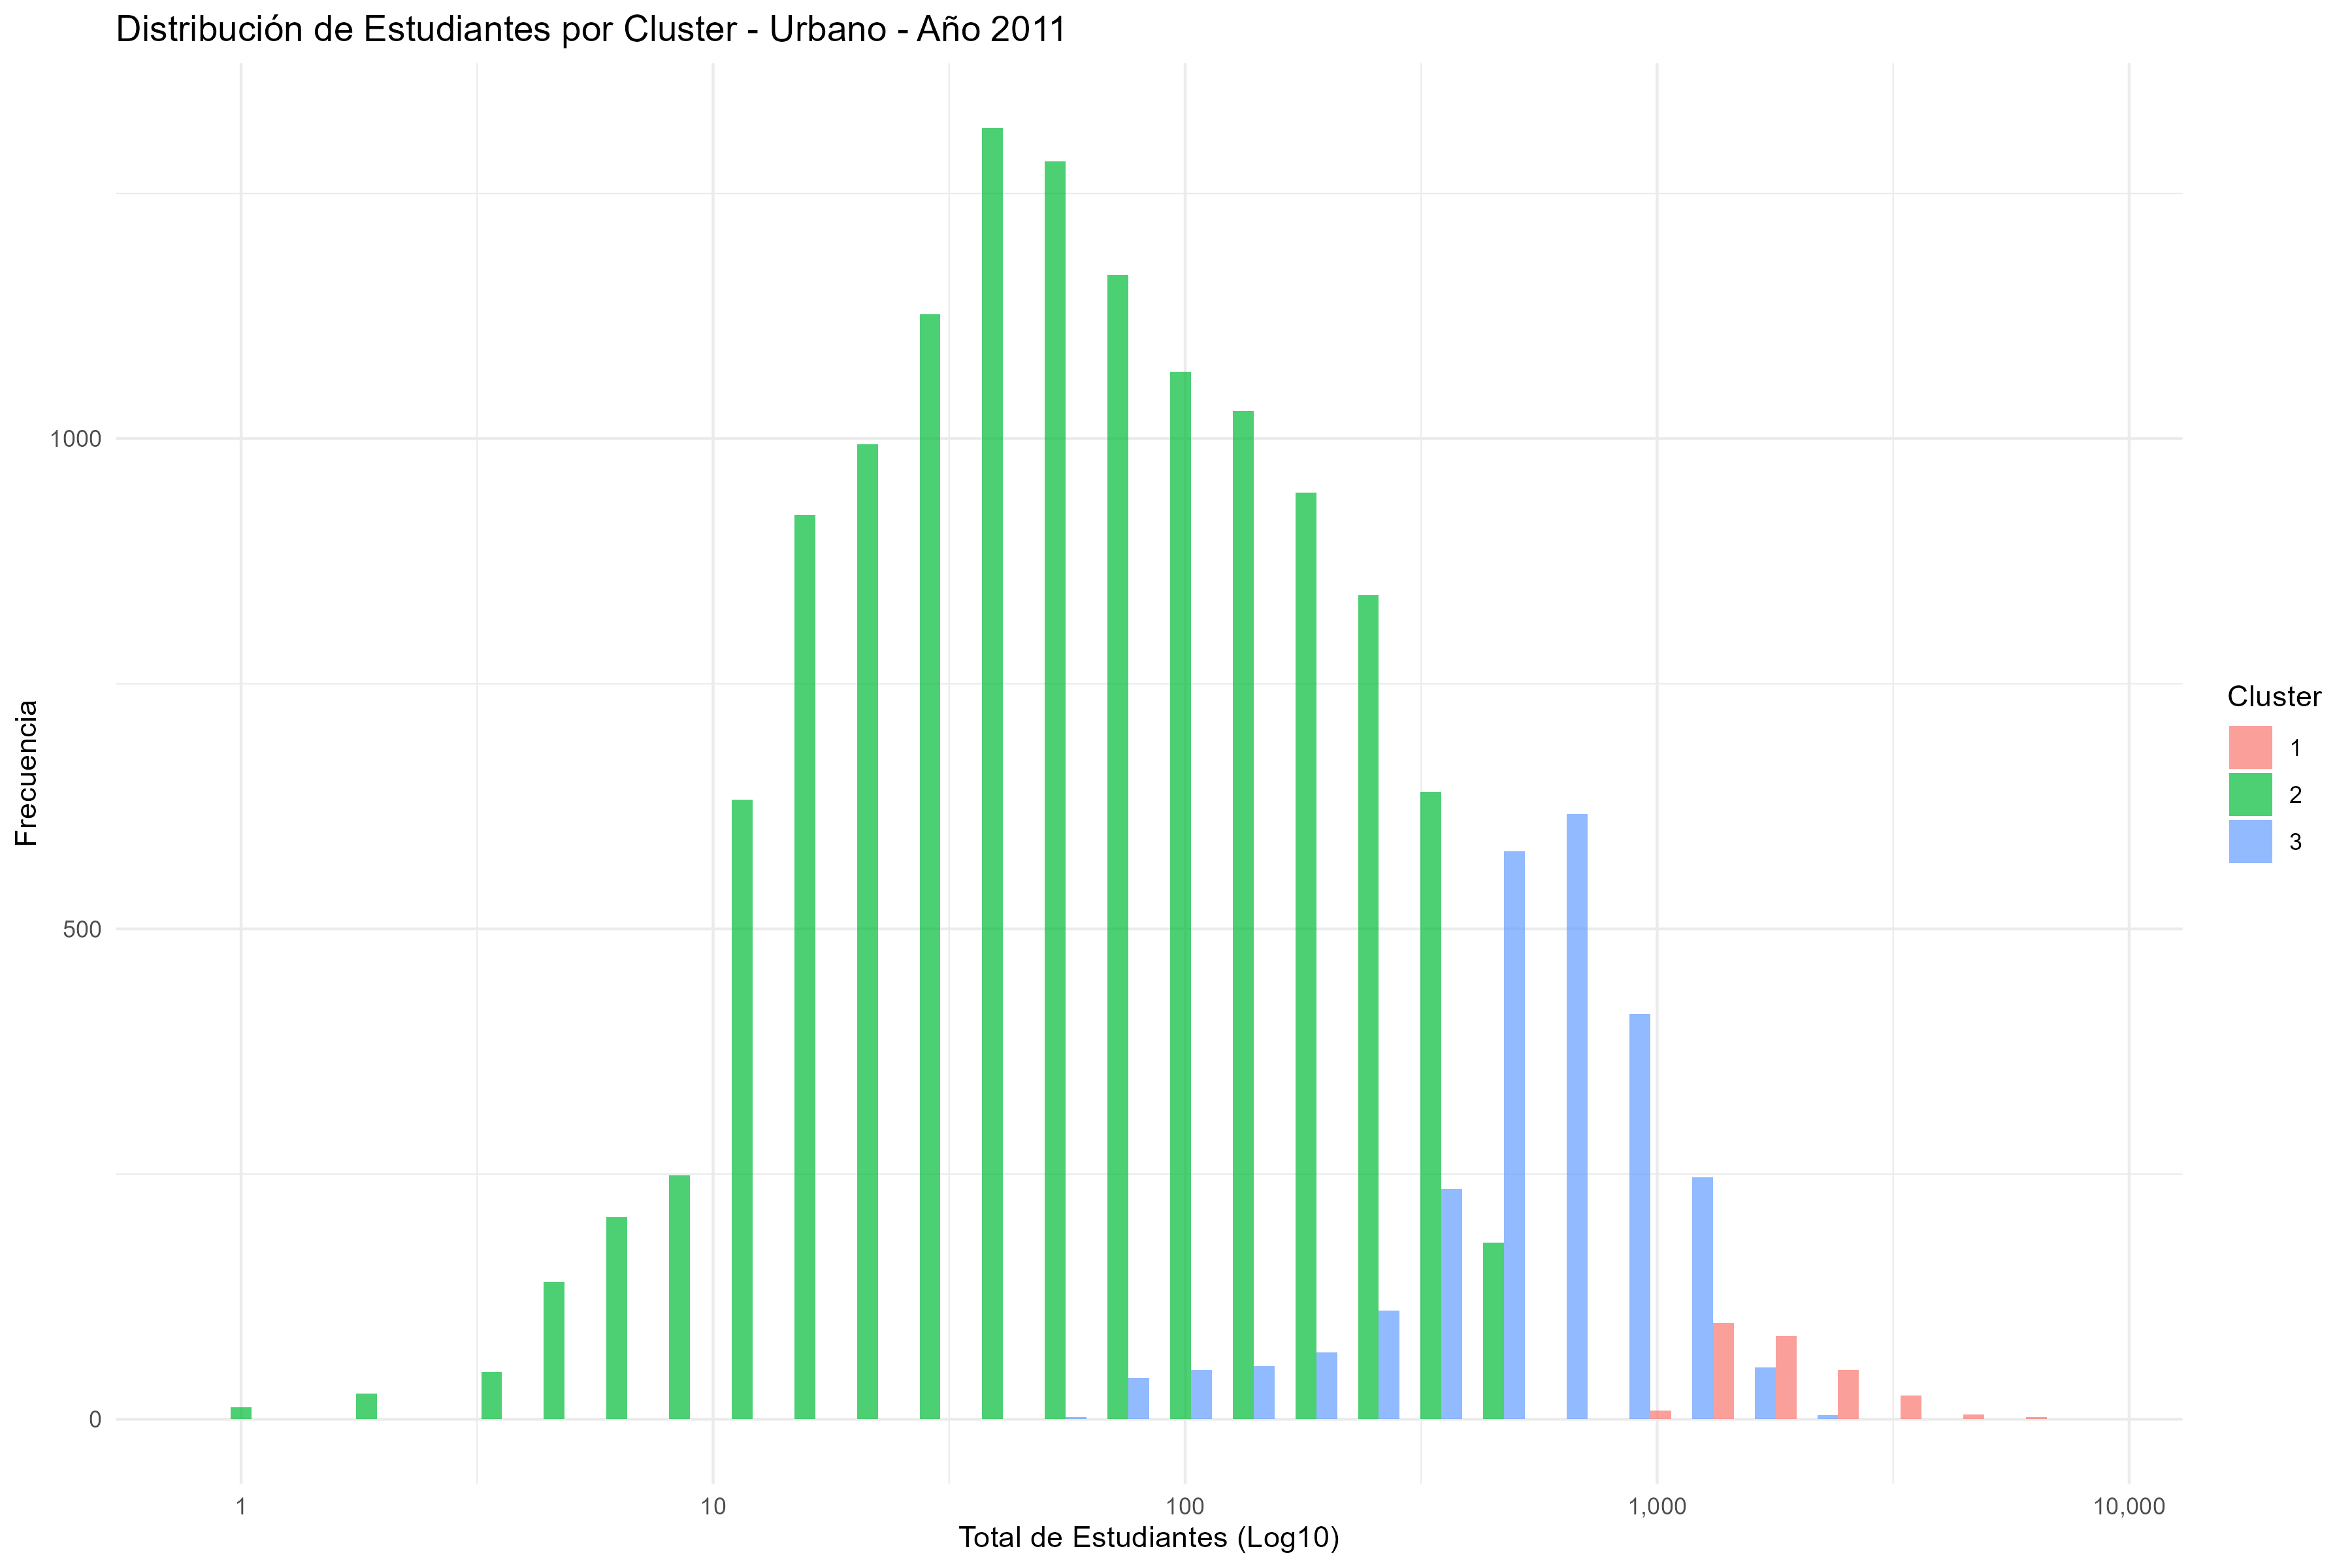 Distribución de Estudiantes por Cluster - Urbano - Año 2011
Frecuencia
1000
500
0
1
10
100
1,000
10,000
Total de Estudiantes (Log10)
Cluster
1
2
3